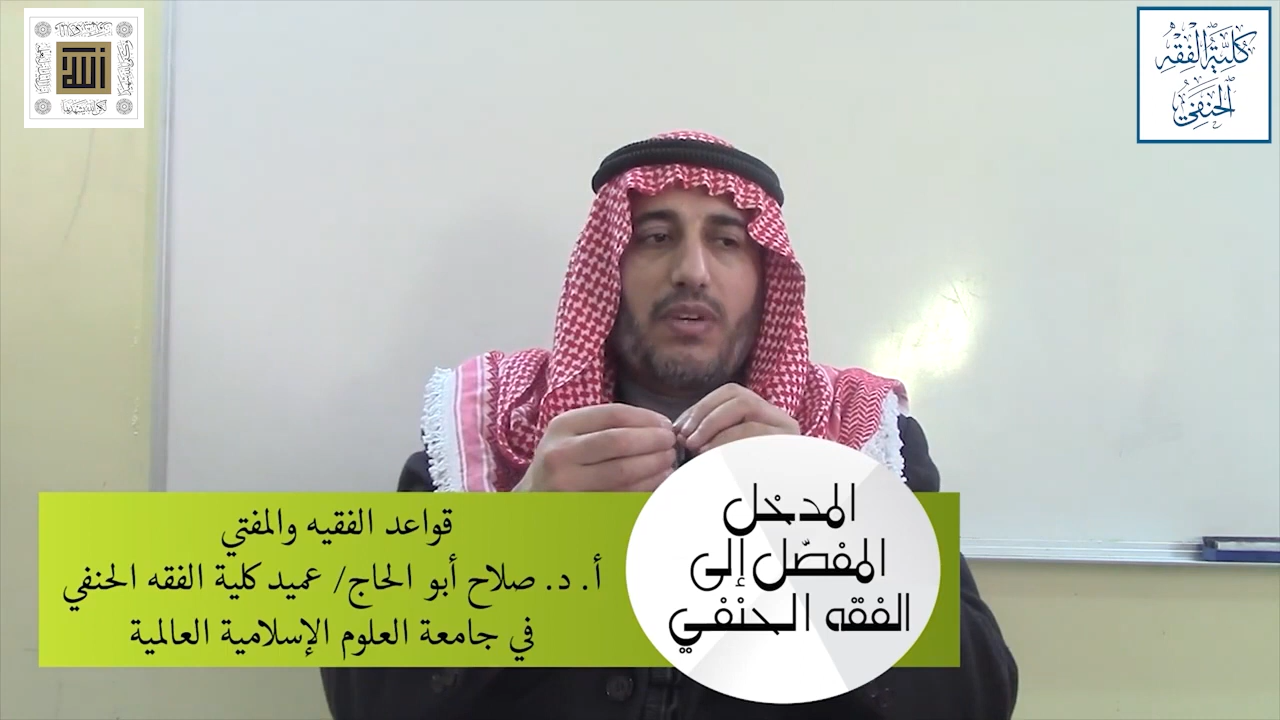 كلية الفقه
الحنفي
قواعد الفقيه والمفتي
أ. د. صلاح أبو الحاج/ عميد كلية الفقه الحنفي
في جامعة العلوم الإسلامية العالمية
المدخل
المفصّل إلى
الفقه الحنفي